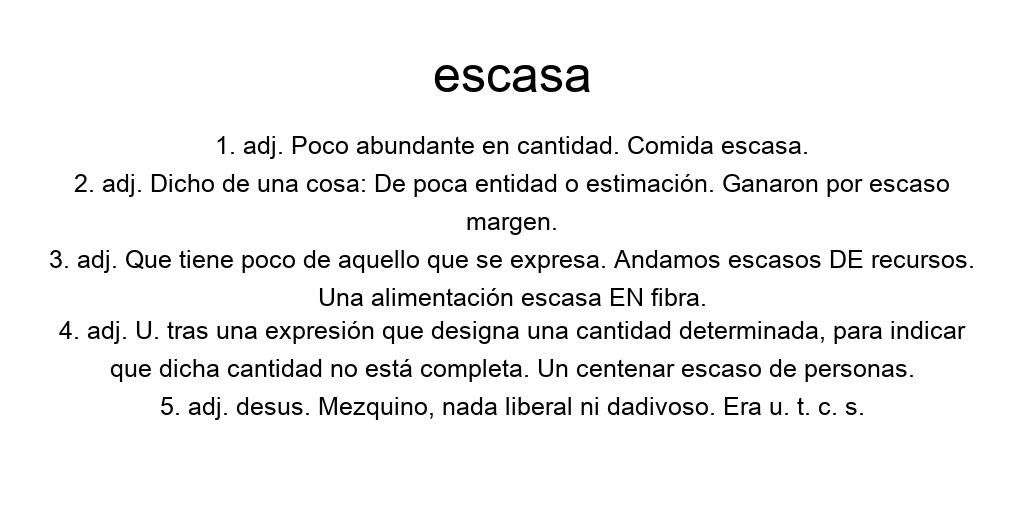 escasa
1. adj. Poco abundante en cantidad. Comida escasa.
2. adj. Dicho de una cosa: De poca entidad o estimación. Ganaron por escaso
margen.
3. adj. Que tiene poco de aquello que se expresa. Andamos escasos DE recursos.
Una alimentación escasa EN fibra.
4. adj. U. tras una expresión que designa una cantidad determinada, para indicar
que dicha cantidad no está completa. Un centenar escaso de personas.
5. adj. desus. Mezquino, nada liberal ni dadivoso. Era u. t. c. s.